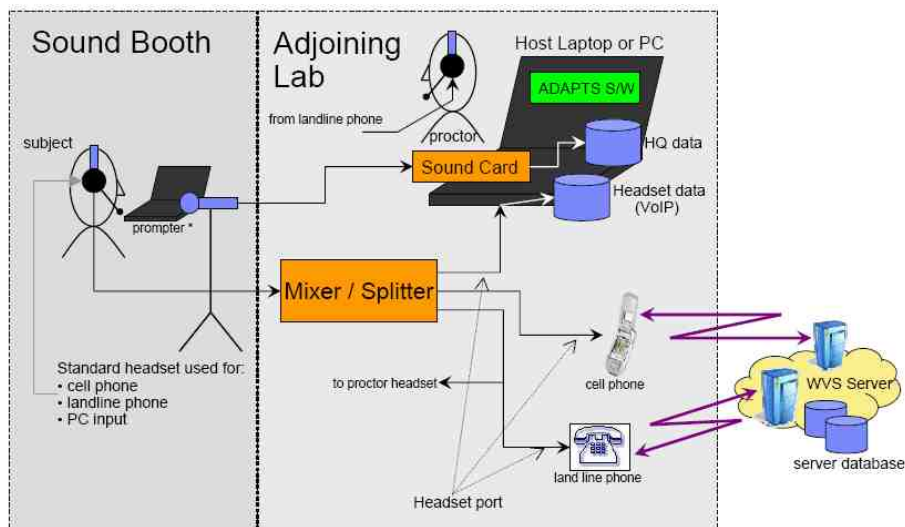 Sound Booth
Adjoining
Lab
Host Laptop or PC
ADAPTS S/W
from landline phone
proctor
HQ data
subject
Sound Card
Headset data
(VoIP)
prompter *
Mixer / Splitter
Standard headset used for:
• cell phone
• landline phone
• PC input
cell phone
WVS Server
to proctor headset
server database
land line phone
Headset port